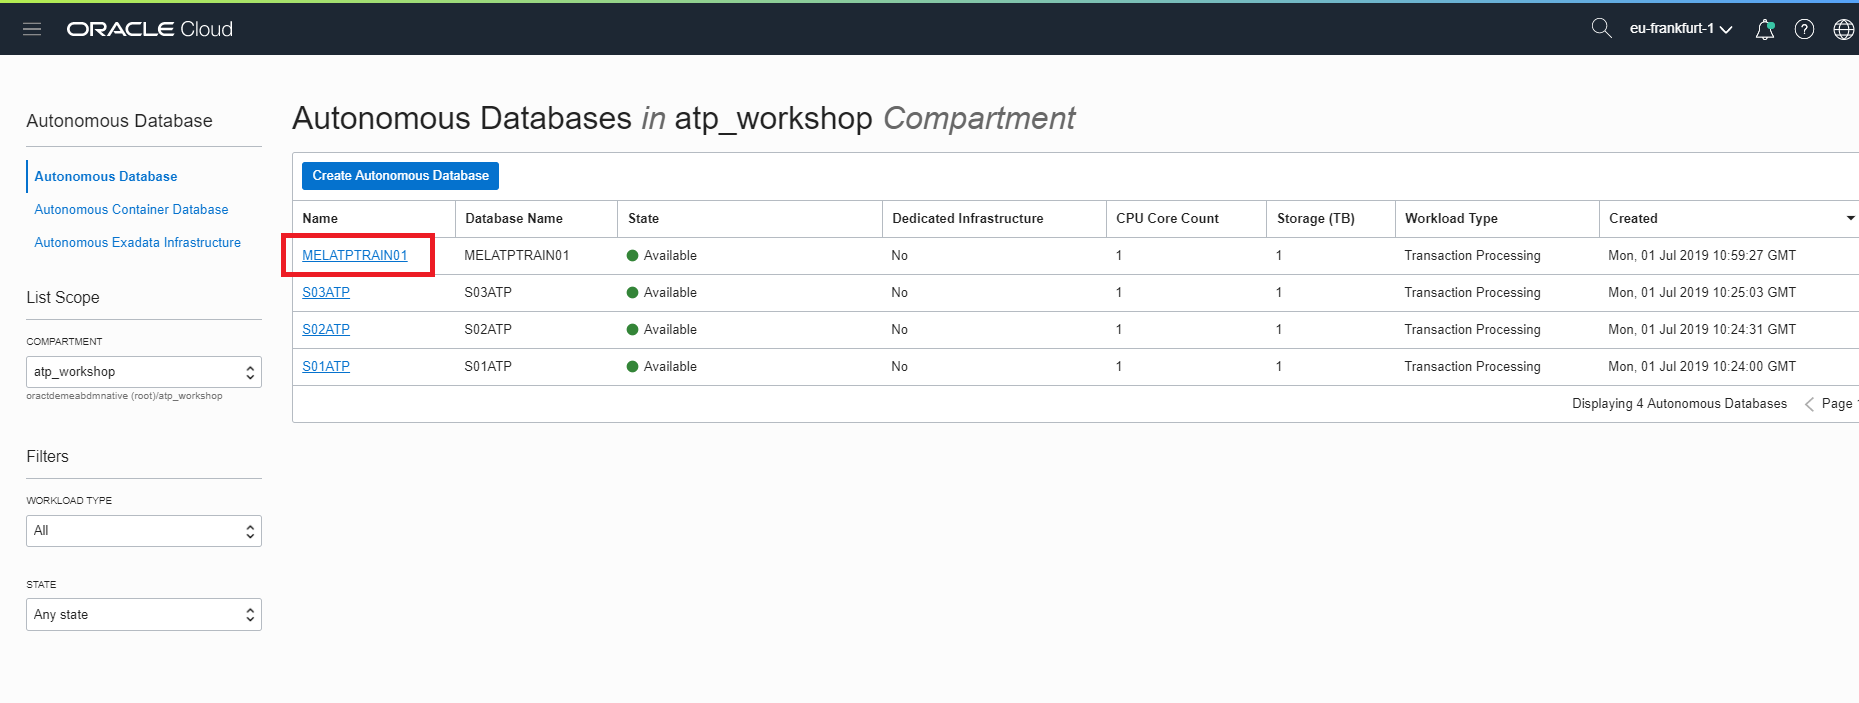 ORACLE Cloud
eu-frankfurt-1
Autonomous Database
Autonomous Database
Autonomous Container Database
Autonomous Exadata Infrastructure
List Scope
COMPARTMENT
atp_workshop
oractdemeabdmnative (root)/atp_workshop
Filters
WORKLOAD TYPE
All
STATE
Any state
Autonomous Databases in atp_workshop Compartment
Create Autonomous Database
Name Database Name State Dedicated Infrastructure CPU Core Count Storage (TB) Workload Type Created
MELATPTRAIN01 MELATPTRAIN01 Available No 1 1 Transaction Processing Mon, 01 Jul 2019 10:59:27 GMT
S03ATP S03ATP Available No 1 1 Transaction Processing Mon, 01 Jul 2019 10:25:03 GMT
S02ATP S02ATP Available No 1 1 Transaction Processing Mon, 01 Jul 2019 10:24:31 GMT
S01ATP S01ATP Available No 1 1 Transaction Processing Mon, 01 Jul 2019 10:24:00 GMT
Displaying 4 Autonomous Databases Page